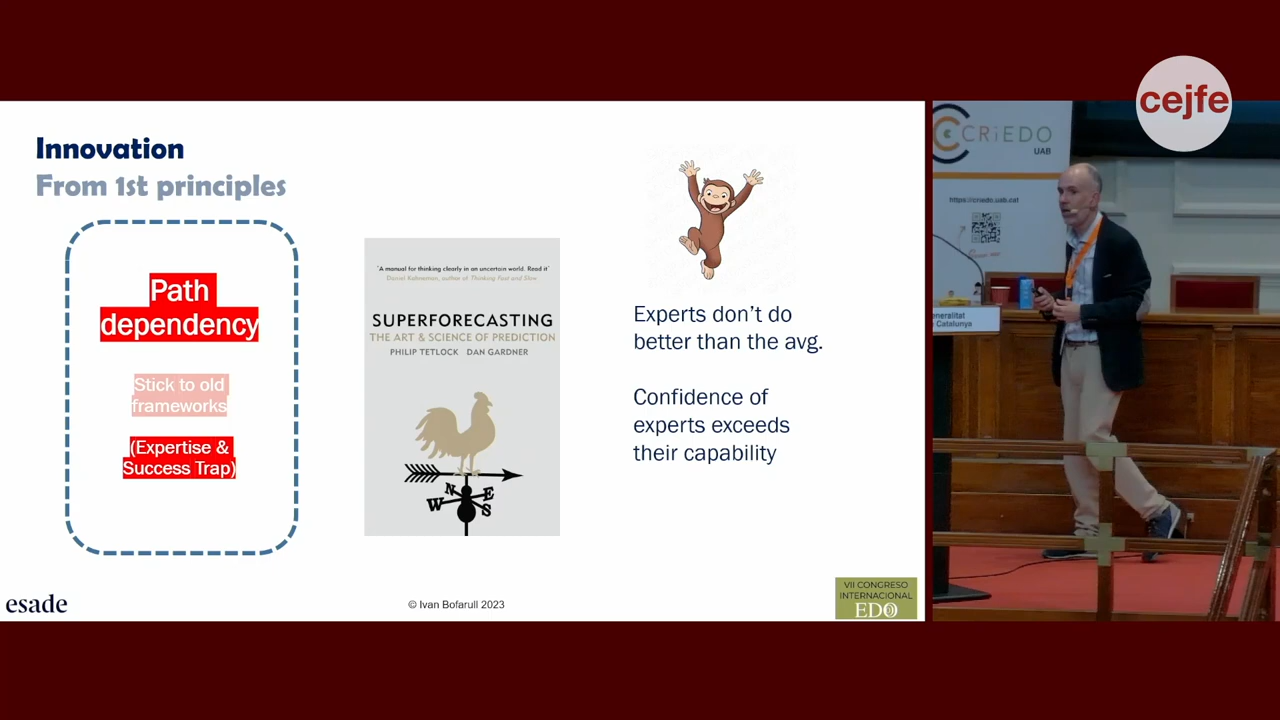 cejfe
Innovation
From 1st principles
Path
dependency
Stick to old
frameworks
(Expertise &
Success Trap)
'A manual for thinking clearly in an uncertain world. Read it'
Daniel Kahneman, author of Thinking Fast and Slow
SUPERFORECASTING
THE ART & SCIENCE OF PREDICTION
PHILIP TETLOCK DAN GARDNER
N
W
E
S
Experts don't do
better than the avg.
Confidence of
experts exceeds
their capability
esade
© Ivan Bofarull 2023
VII CONGRESO
INTERNACIONAL
EDO
CRiEDO
UAB
https://criedo.uab.cat
eneralitat
Catalunya